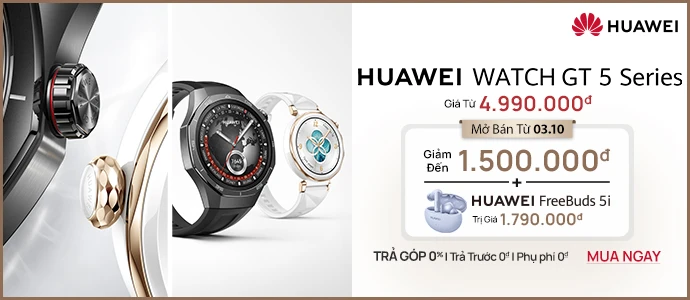 HUAWEI
HUAWEI WATCH GT 5 Series
Giá Từ 4.990.000đ
Mở Bán Từ 03.10
Giảm Đến 1.500.000đ
+
HUAWEI FreeBuds 5i
Trị Giá 1.790.000đ
TRẢ GÓP 0% I Trả Trước 0đ I Phụ phí 0đ MUA NGAY